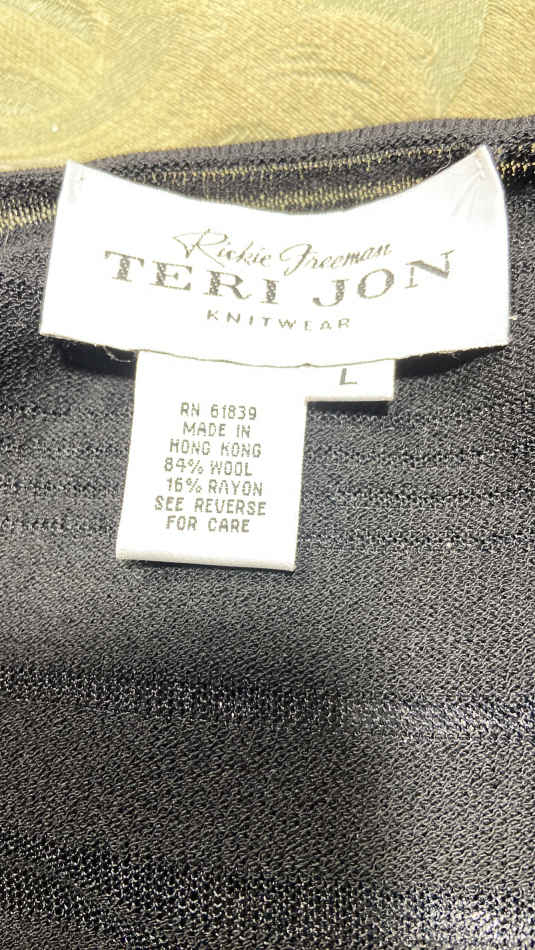 Rickie Freeman
TERI JON
KNITWEAR
L
RN 61839
MADE IN
HONG KONG
84% WOOL
16% RAYON
SEE REVERSE
FOR CARE